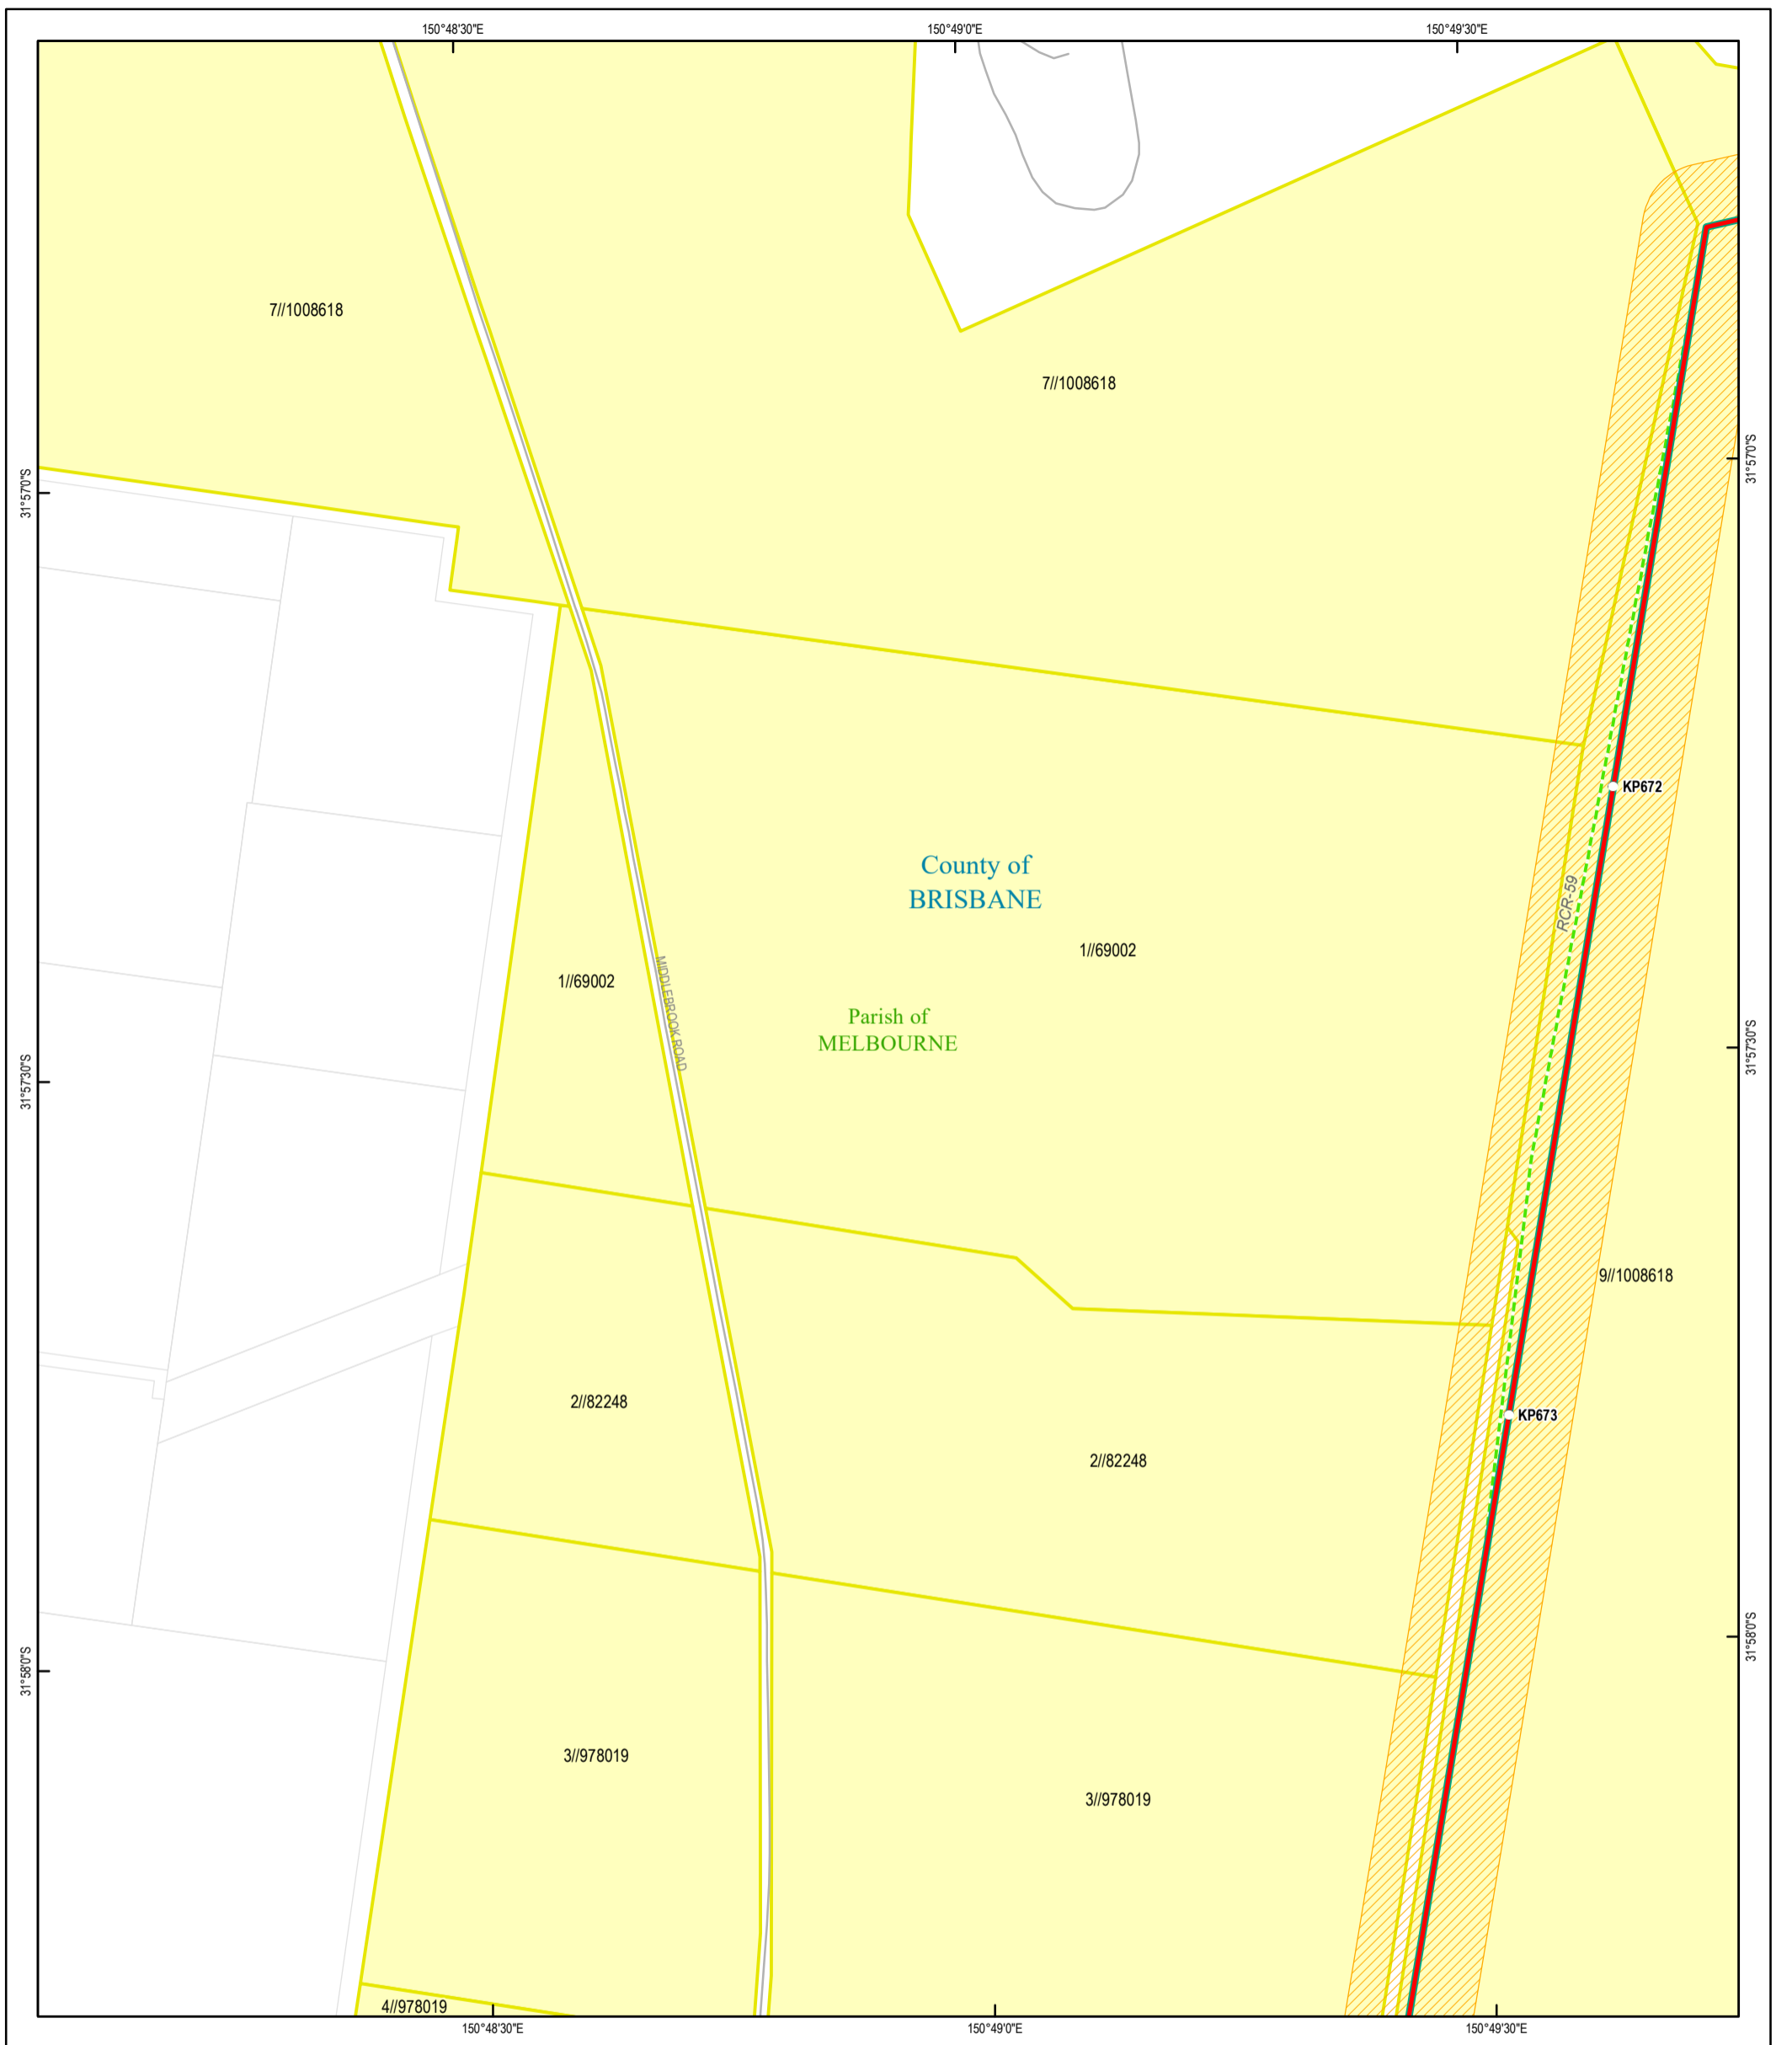 150°48'30"E
150°49'0"E
150°49'30"E
7//1008618
7//1008618
31°57'0"S
31°57'0"S
KP672
County of
BRISBANE
RCR-59
1//69002
1//69002
MIDDLEBROOK ROAD
Parish of
MELBOURNE
31°57'30"S
31°57'30"S
9//1008618
2//82248
KP673
2//82248
31°58'0"S
31°58'0"S
3//978019
3//978019
4//978019
150°48'30"E
150°49'0"E
150°49'30"E